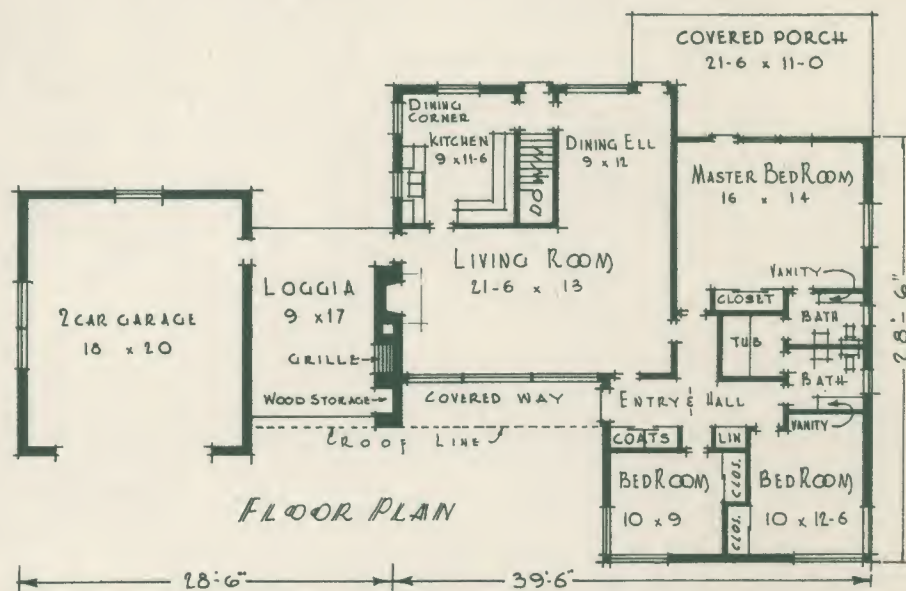 COVERED PORCH
21-6 x 11-0
DINING
CORNER
KITCHEN
9 x 11-6
DOWN
DINING ELL
9 x 12
MASTER BEDROOM
16 x 14
2 CAR GARAGE
18 x 20
LOGGIA
9 x 17
GRILLE
WOOD STORAGE
LIVING ROOM
21-6 x 13
VANITY
CLOSET
BATH
TUB
BATH
VANITY
28'-6"
COVERED WAY
ENTRY & HALL
ROOF LINE
COATS
LIN
BEDROOM
10 x 9
CLOS.
CLOS.
BEDROOM
10 x 12-6
FLOOR PLAN
28'-6"
39'-6"